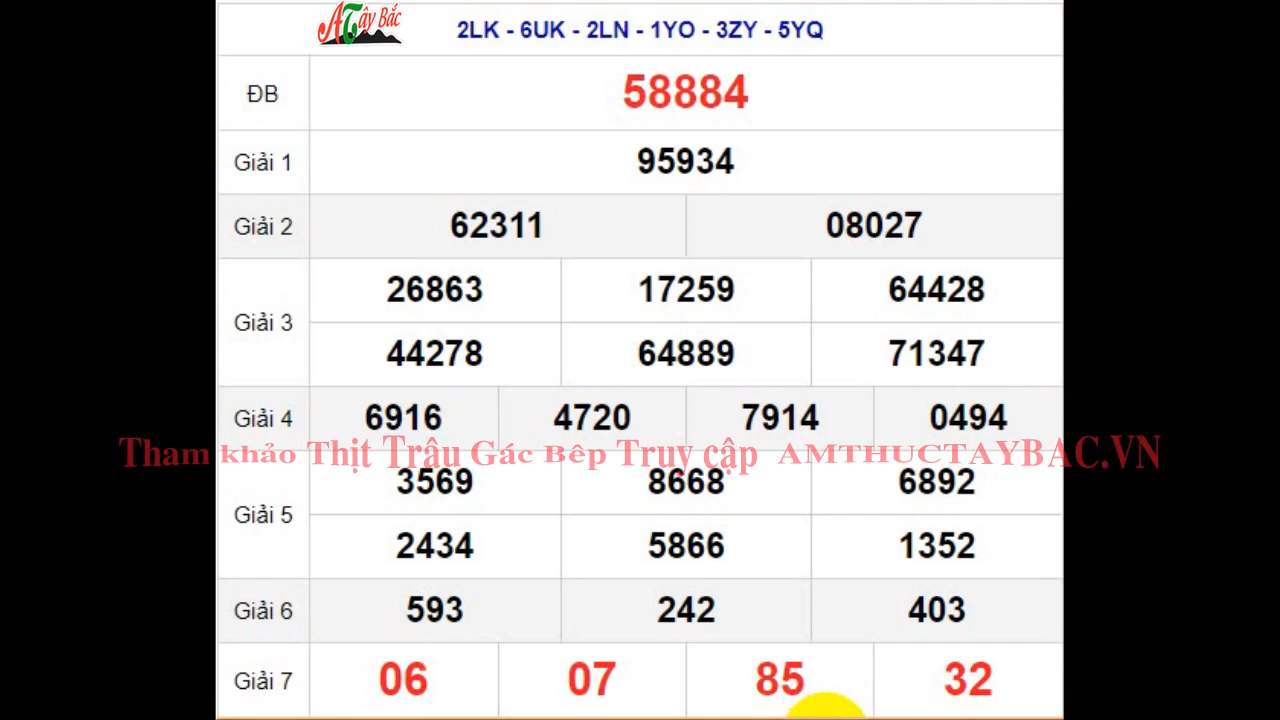 ATây Bắc
2LK - 6UK - 2LN - 1YO - 3ZY - 5YQ
ĐB 58884
Giải 1 95934
Giải 2 62311 08027
Giải 3 26863 17259 64428
44278 64889 71347
Giải 4 6916 4720 7914 0494
Tham khảo Thịt Trâu Gác Bếp Truy cập AMTHUCTAYBAC.VN
Giải 5 3569 8668 6892
2434 5866 1352
Giải 6 593 242 403
Giải 7 06 07 85 32